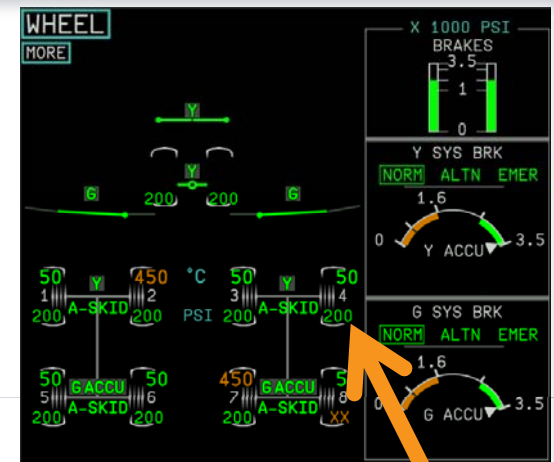 WHEEL
MORE
X 1000 PSI
BRAKES
3.5
1
0
Y
Y
200 200
G G
Y SYS BRK
NORM ALTN EMER
1.6
0 3.5
Y ACCU
50 450 °C 50 50
Y Y
1 2 3 4
A-SKID A-SKID
200 200 PSI 200 200
G SYS BRK
NORM ALTN EMER
1.6
0 3.5
G ACCU
50 50 450
G ACCU G ACCU
5 6 7 8
A-SKID A-SKID
200 200 200 XX